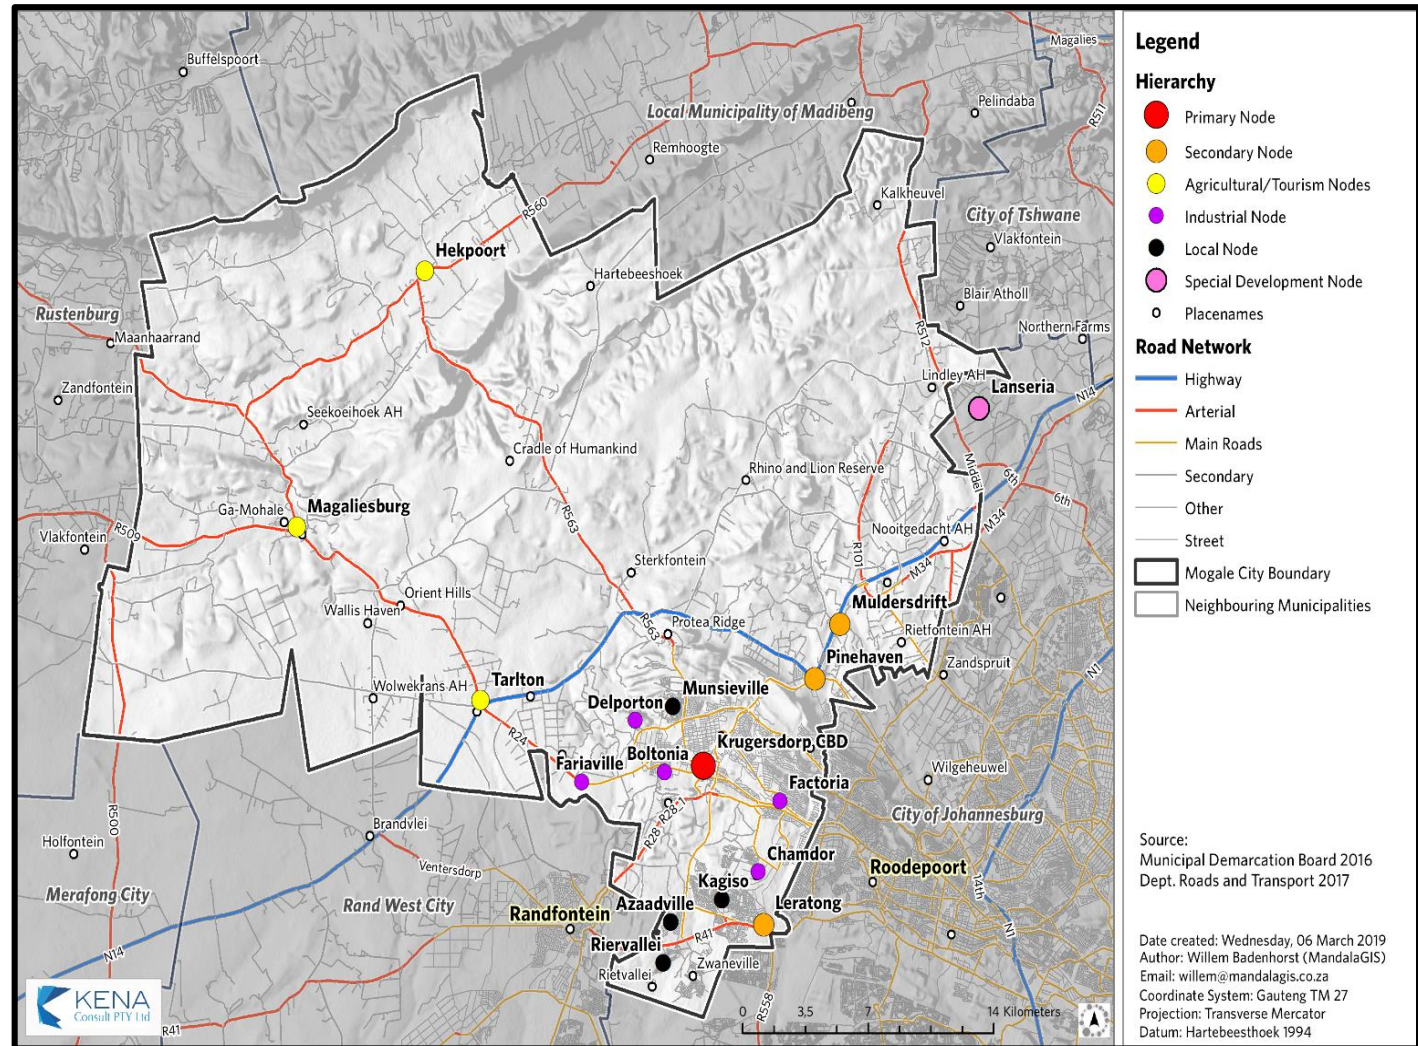 Buffelspoort
Magalies
Local Municipality of Madibeng
Pelindaba
R511
Remhoogte
Kalkheuvel
R560
City of Tshwane
Vlakfontein
Hekpoort
Hartebeeshoek
Blair Atholl
Rustenburg
Maanhaarrand
R512
Northern Farms
Zandfontein
Lindley AH
Lanseria
N14
Seekoeihoek AH
Cradle of Humankind
Rhino and Lion Reserve
Middel
6th
6th
Magaliesburg
Ga-Mohale
R509
R563
Nooitgedacht AH
M34
Vlakfontein
R101
M34
Sterkfontein
Orient Hills
Wallis Haven
Muldersdrift
R563
Protea Ridge
Rietfontein AH
Pinehaven
Zandspruit
N1
Tarlton
Wolwekrans AH
Munsieville
Delporton
R24
Krugersdorp CBD
Boltonia
Fariaville
Wilgeheuwel
Factoria
R500
R28
R28_1
City of Johannesburg
Brandvlei
Holfontein
Chamdor
Ventersdorp
Roodepoort
Kagiso
14th
Merafong City
Rand West City
Azaadville
Leratong
Randfontein
N1
R41
Riervallei
N14
Zwaneville
Rietvallei
R558
R41
KENA
Consult PTY Ltd
0 3,5 7 14 Kilometers
Legend
Hierarchy
Primary Node
Secondary Node
Agricultural/Tourism Nodes
Industrial Node
Local Node
Special Development Node
Placenames
Road Network
Highway
Arterial
Main Roads
Secondary
Other
Street
Mogale City Boundary
Neighbouring Municipalities
Source:
Municipal Demarcation Board 2016
Dept. Roads and Transport 2017
Date created: Wednesday, 06 March 2019
Author: Willem Badenhorst (MandalaGIS)
Email: willem@mandalagis.co.za
Coordinate System: Gauteng TM 27
Projection: Transverse Mercator
Datum: Hartebeesthoek 1994